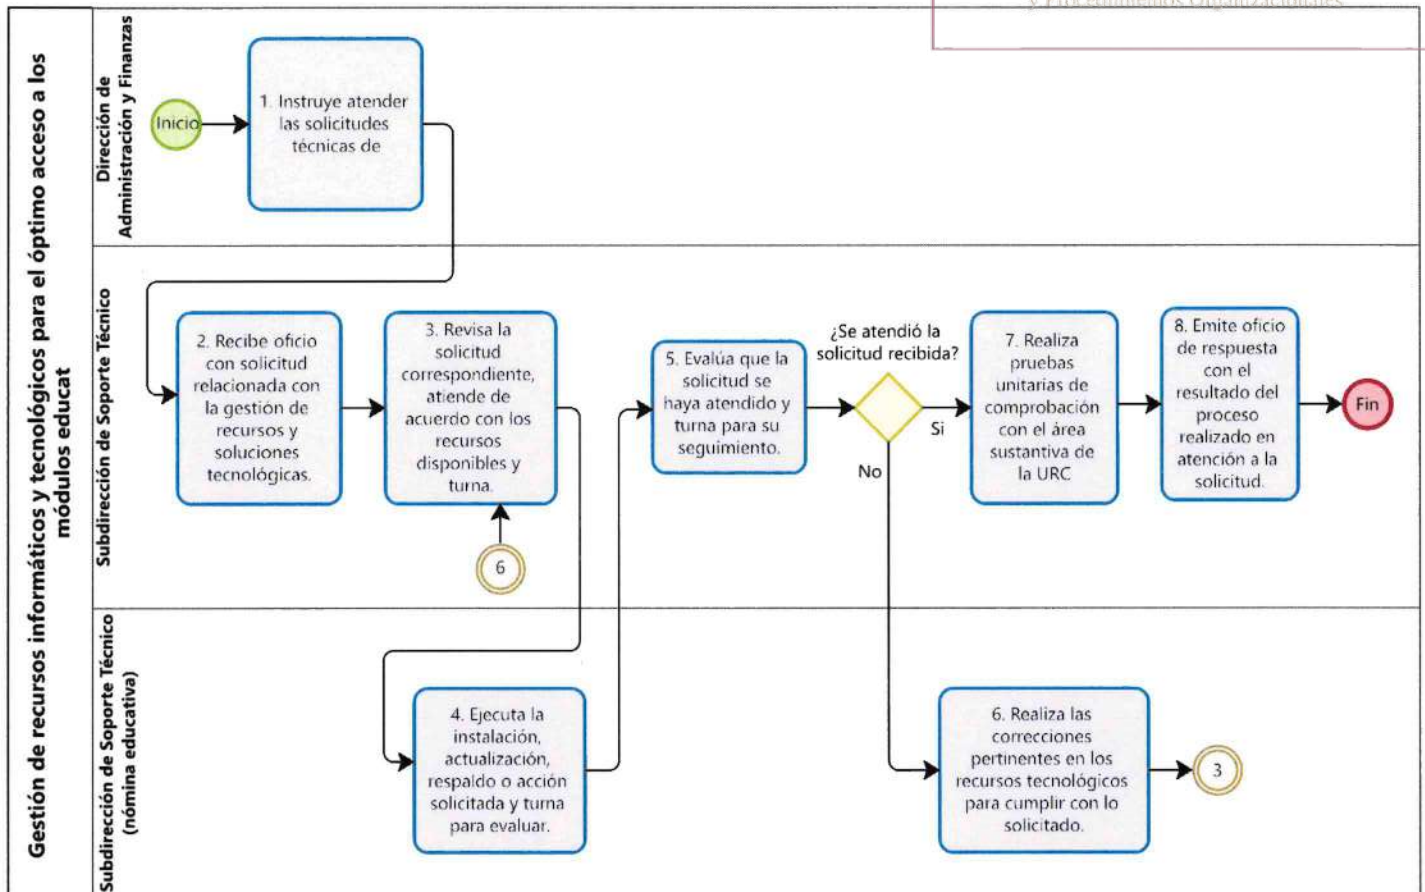 y Procedimientos Organizacionales
Gestión de recursos informáticos y tecnológicos para el óptimo acceso a los
módulos educat
Dirección de
Administración y Finanzas
Inicio
1. Instruye atender
las solicitudes
técnicas de
Subdirección de Soporte Técnico
2. Recibe oficio
con solicitud
relacionada con
la gestión de
recursos y
soluciones
tecnológicas.
3. Revisa la
solicitud
correspondiente,
atiende de
acuerdo con los
recursos
disponibles y
turna.
6
5. Evalúa que la
solicitud se
haya atendido y
turna para su
seguimiento.
¿Se atendió la
solicitud recibida?
Si
No
7. Realiza
pruebas
unitarias de
comprobación
con el área
sustantiva de
la URC
8. Emite oficio
de respuesta
con el
resultado del
proceso
realizado en
atención a la
solicitud.
Fin
Subdirección de Soporte Técnico
(nómina educativa)
4. Ejecuta la
instalación,
actualización,
respaldo o acción
solicitada y turna
para evaluar.
6. Realiza las
correcciones
pertinentes en los
recursos tecnológicos
para cumplir con lo
solicitado.
3